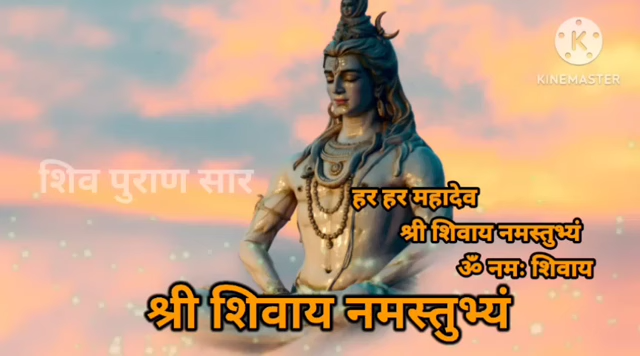 KINEMASTER
शिव पुराण सार
हर हर महादेव
श्री शिवाय नमस्तुभ्यं
ॐ नमः शिवाय
श्री शिवाय नमस्तुभ्यं